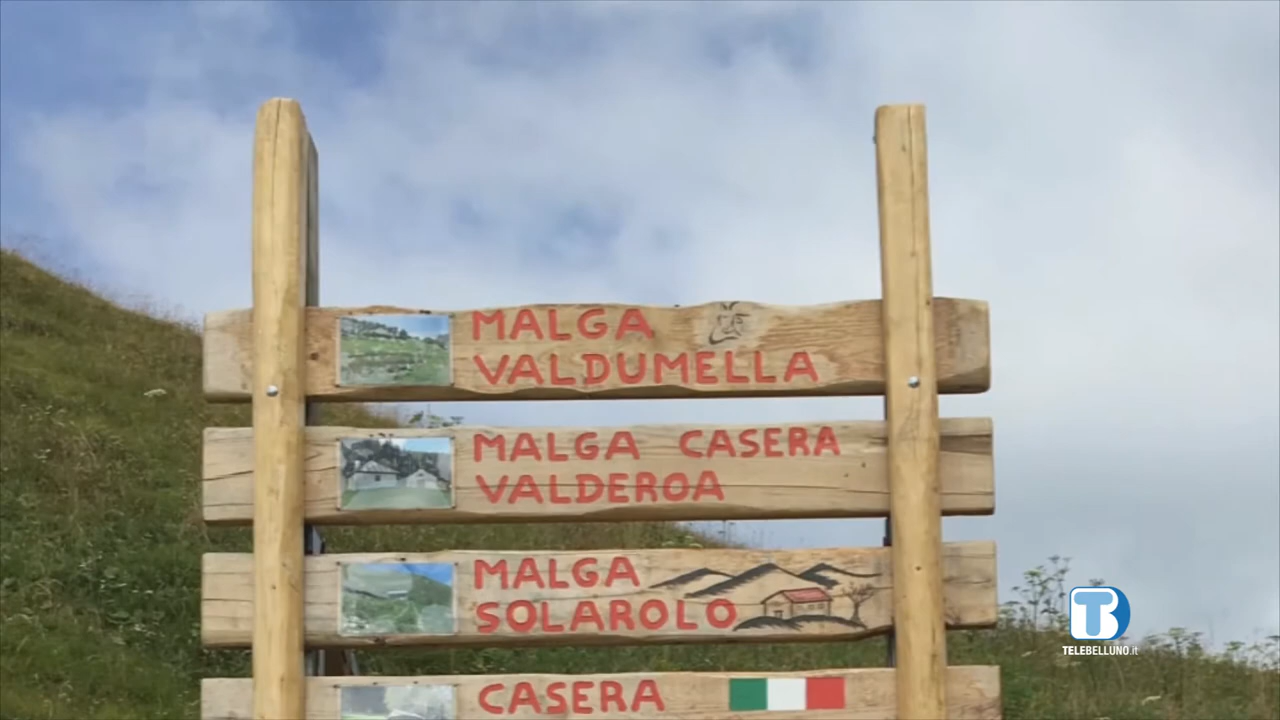 MALGA
VALDUMELLA
MALGA CASERA
VALDEROA
MALGA
SOLAROLO
CASERA
TELEBELLUNO.it